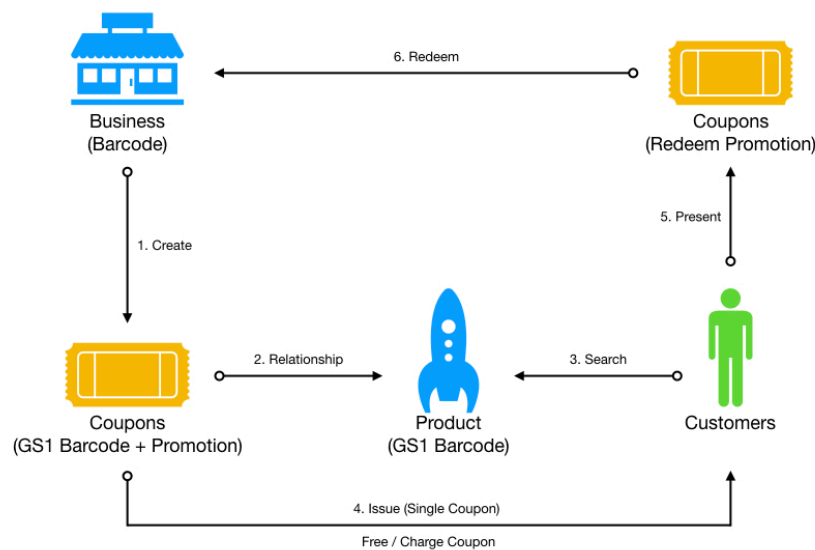 6. Redeem
Business
(Barcode)
Coupons
(Redeem Promotion)
5. Present
1. Create
2. Relationship
3. Search
Coupons
(GS1 Barcode + Promotion)
Product
(GS1 Barcode)
Customers
4. Issue (Single Coupon)
Free / Charge Coupon